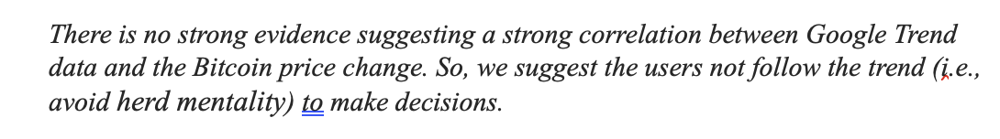 There is no strong evidence suggesting a strong correlation between Google Trend
data and the Bitcoin price change. So, we suggest the users not follow the trend (i.e.,
avoid herd mentality) to make decisions.